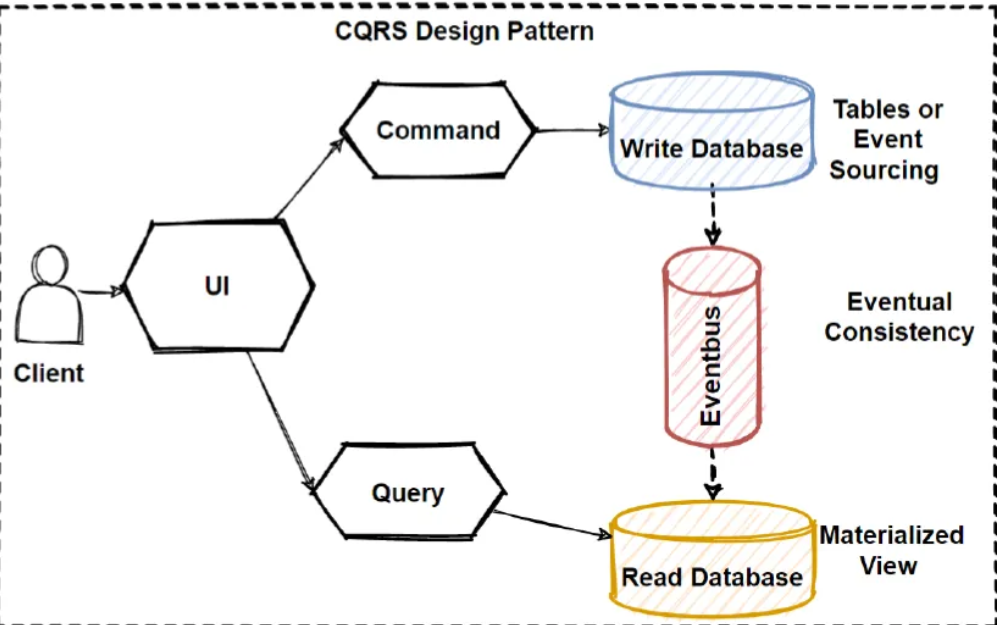 CQRS Design Pattern
Command
Write Database
Tables or
Event
Sourcing
UI
Client
Eventbus
Eventual
Consistency
Query
Read Database
Materialized
View